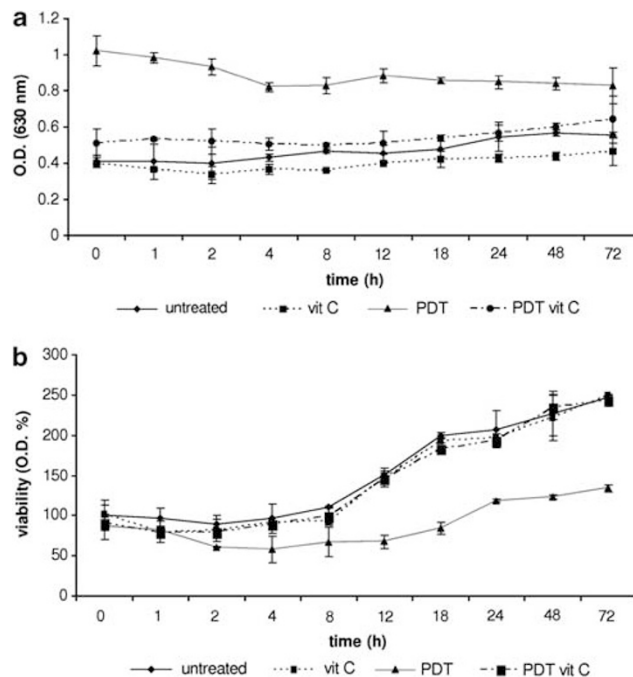 a
1.2
1
0.8
0.6
0.4
0.2
0
O.D. (630 nm)
0 1 2 4 8 12 18 24 48 72
time (h)
untreated vit C PDT PDT vit C
b
300
250
200
150
100
50
0
viability (O.D. %)
0 1 2 4 8 12 18 24 48 72
time (h)
untreated vit C PDT PDT vit C